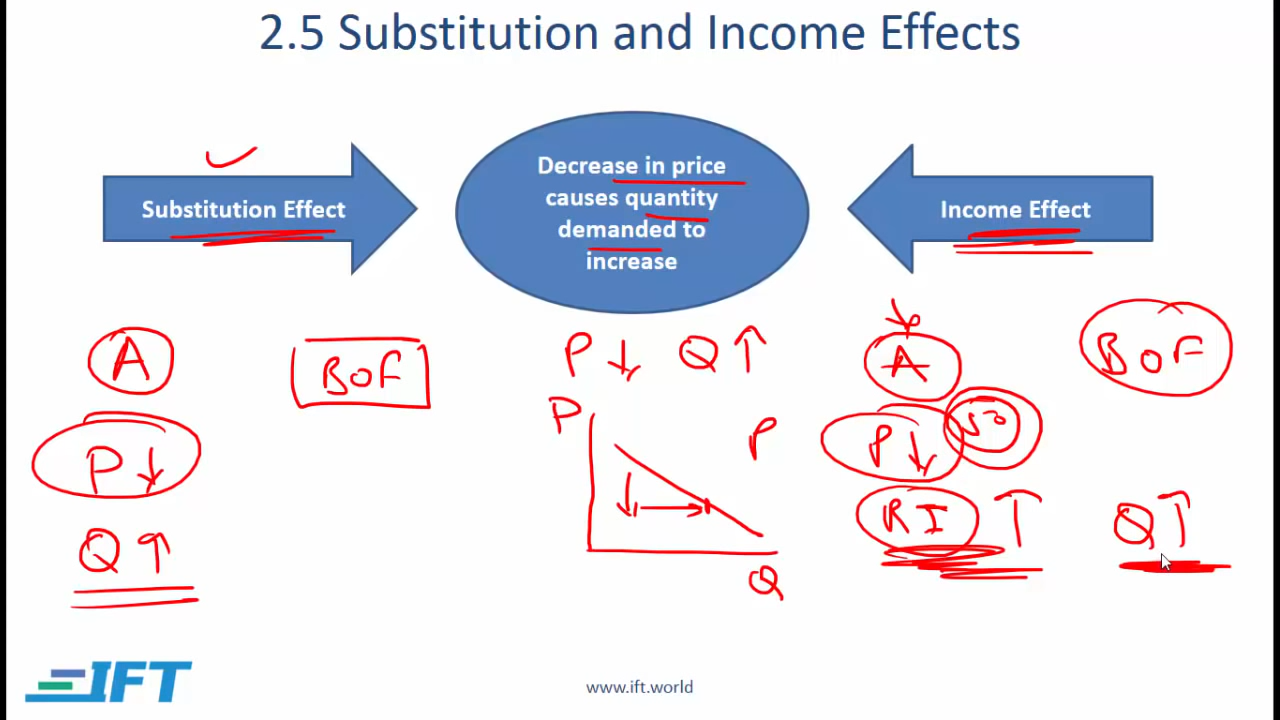 2.5 Substitution and Income Effects
Substitution Effect
Decrease in price
causes quantity
demanded to
increase
Income Effect
A
BOF
P↓ Q↑
A
BOF
P↓
P
P
P↓
Q↑
RI ↑
Q↑
Q
IFT
www.ift.world